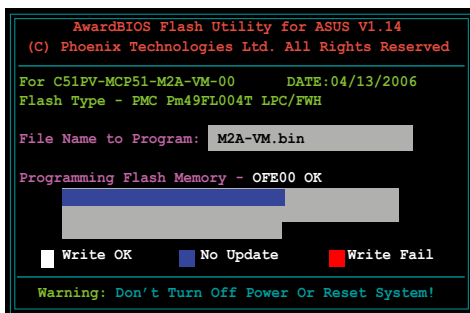 AwardBIOS Flash Utility for ASUS V1.14
(C) Phoenix Technologies Ltd. All Rights Reserved
For C51PV-MCP51-M2A-VM-00 DATE:04/13/2006
Flash Type - PMC Pm49FL004T LPC/FWH
File Name to Program: M2A-VM.bin
Programming Flash Memory - OFE00 OK
Write OK No Update Write Fail
Warning: Don't Turn Off Power Or Reset System!